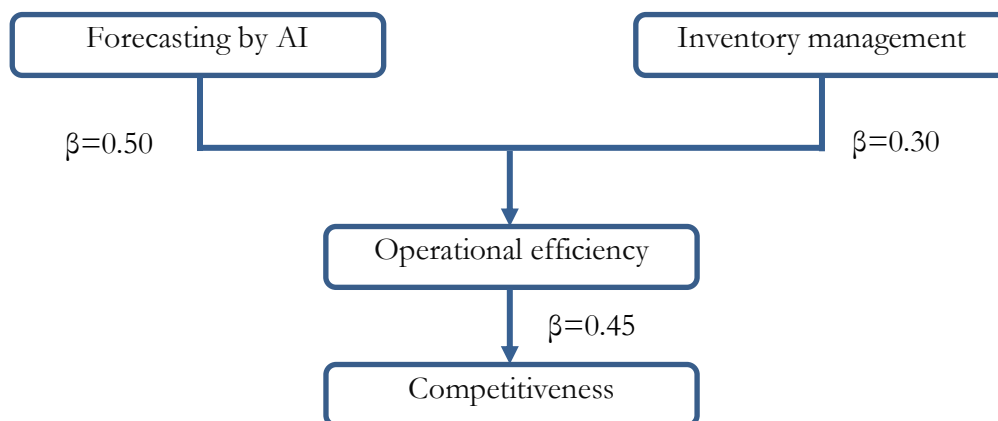 Forecasting by AI
Inventory management
β=0.50
β=0.30
Operational efficiency
β=0.45
Competitiveness